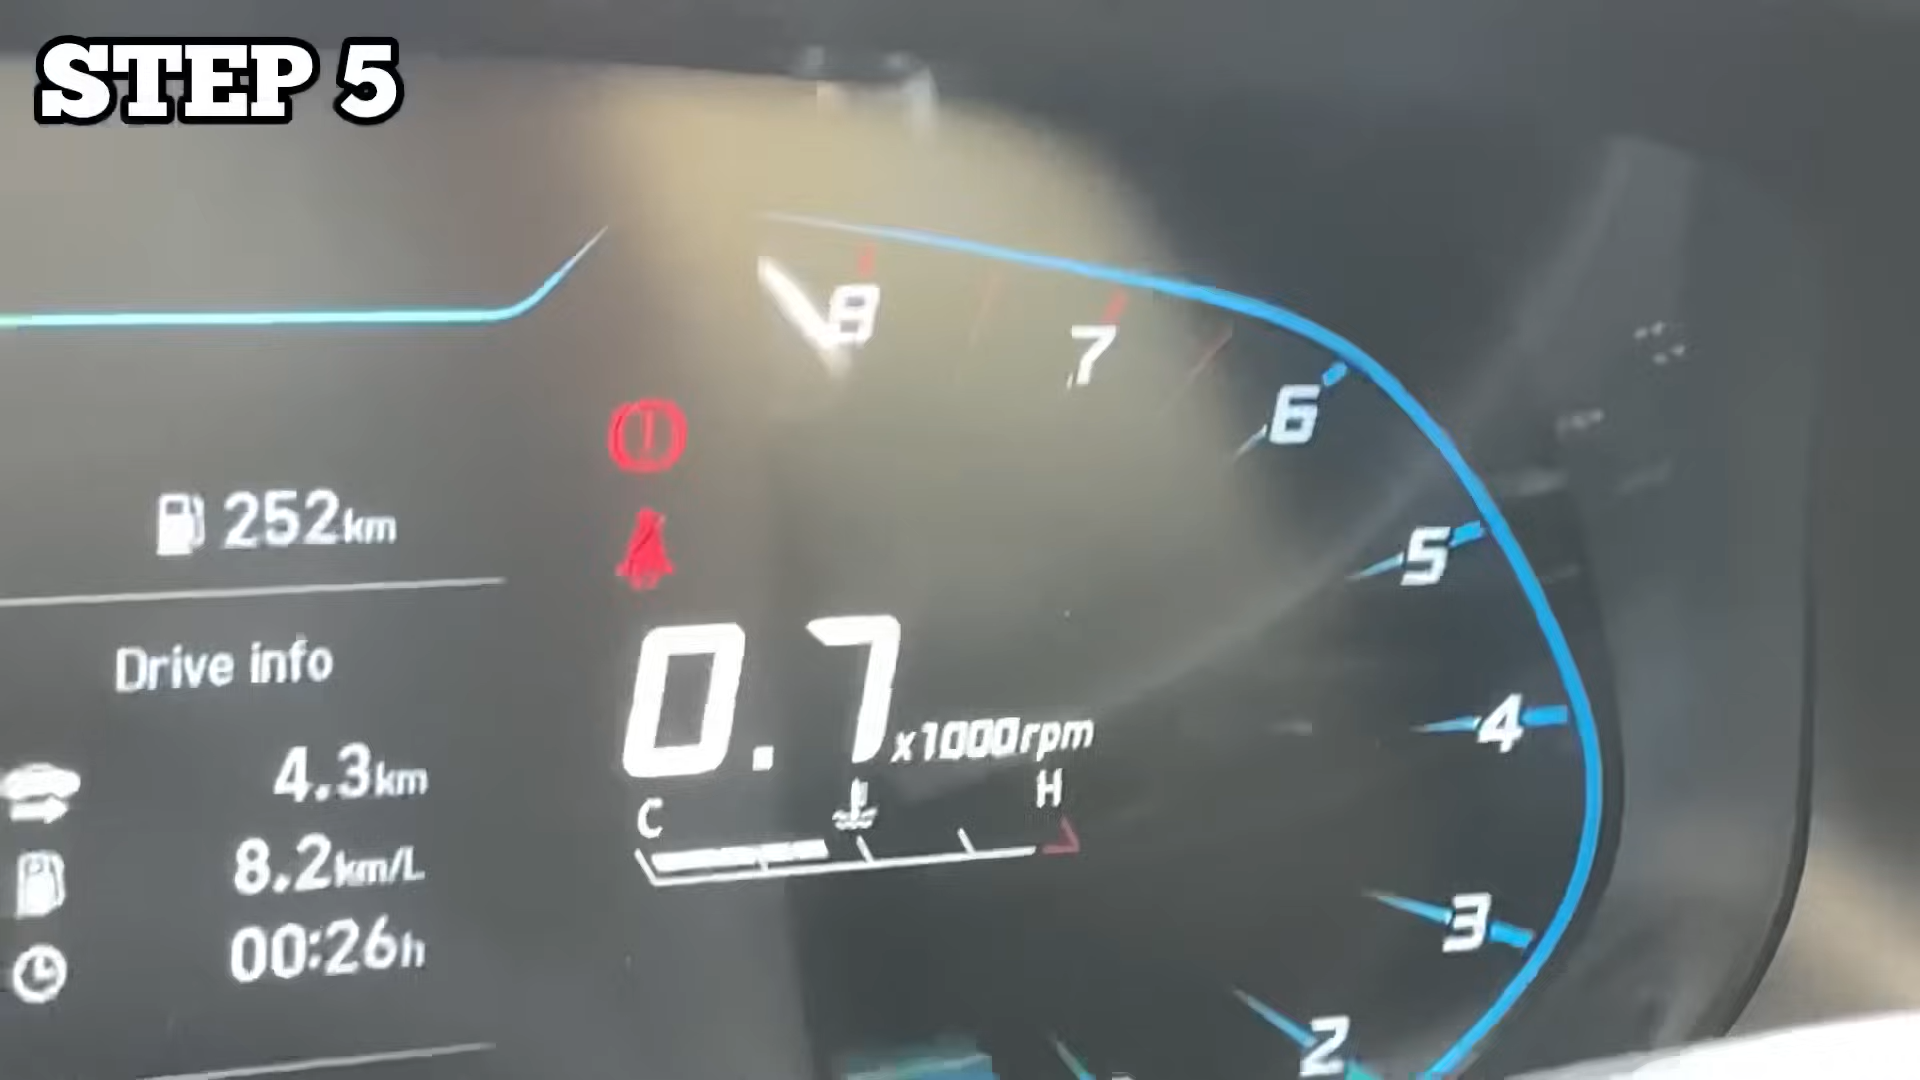 STEP 5
8
7
6
252km
5
Drive info
0.7 x1000rpm
4
4.3km
C
H
8.2km/L
3
00:26h
2